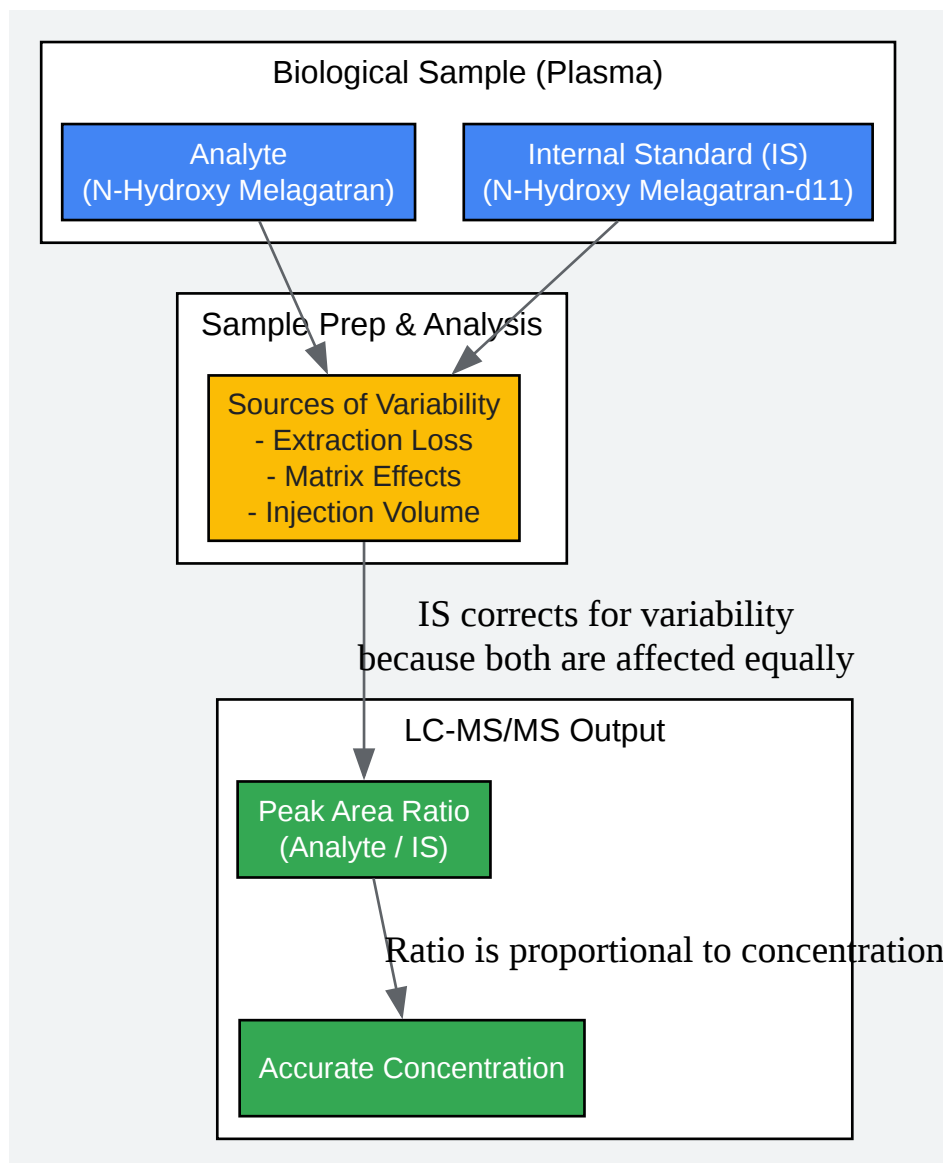 Biological Sample (Plasma)
Analyte
(N-Hydroxy Melagatran)
Internal Standard (IS)
(N-Hydroxy Melagatran-d11)
Sample Prep & Analysis
Sources of Variability
- Extraction Loss
- Matrix Effects
- Injection Volume
IS corrects for variability
because both are affected equally
LC-MS/MS Output
Peak Area Ratio
(Analyte / IS)
Ratio is proportional to concentration
Accurate Concentration